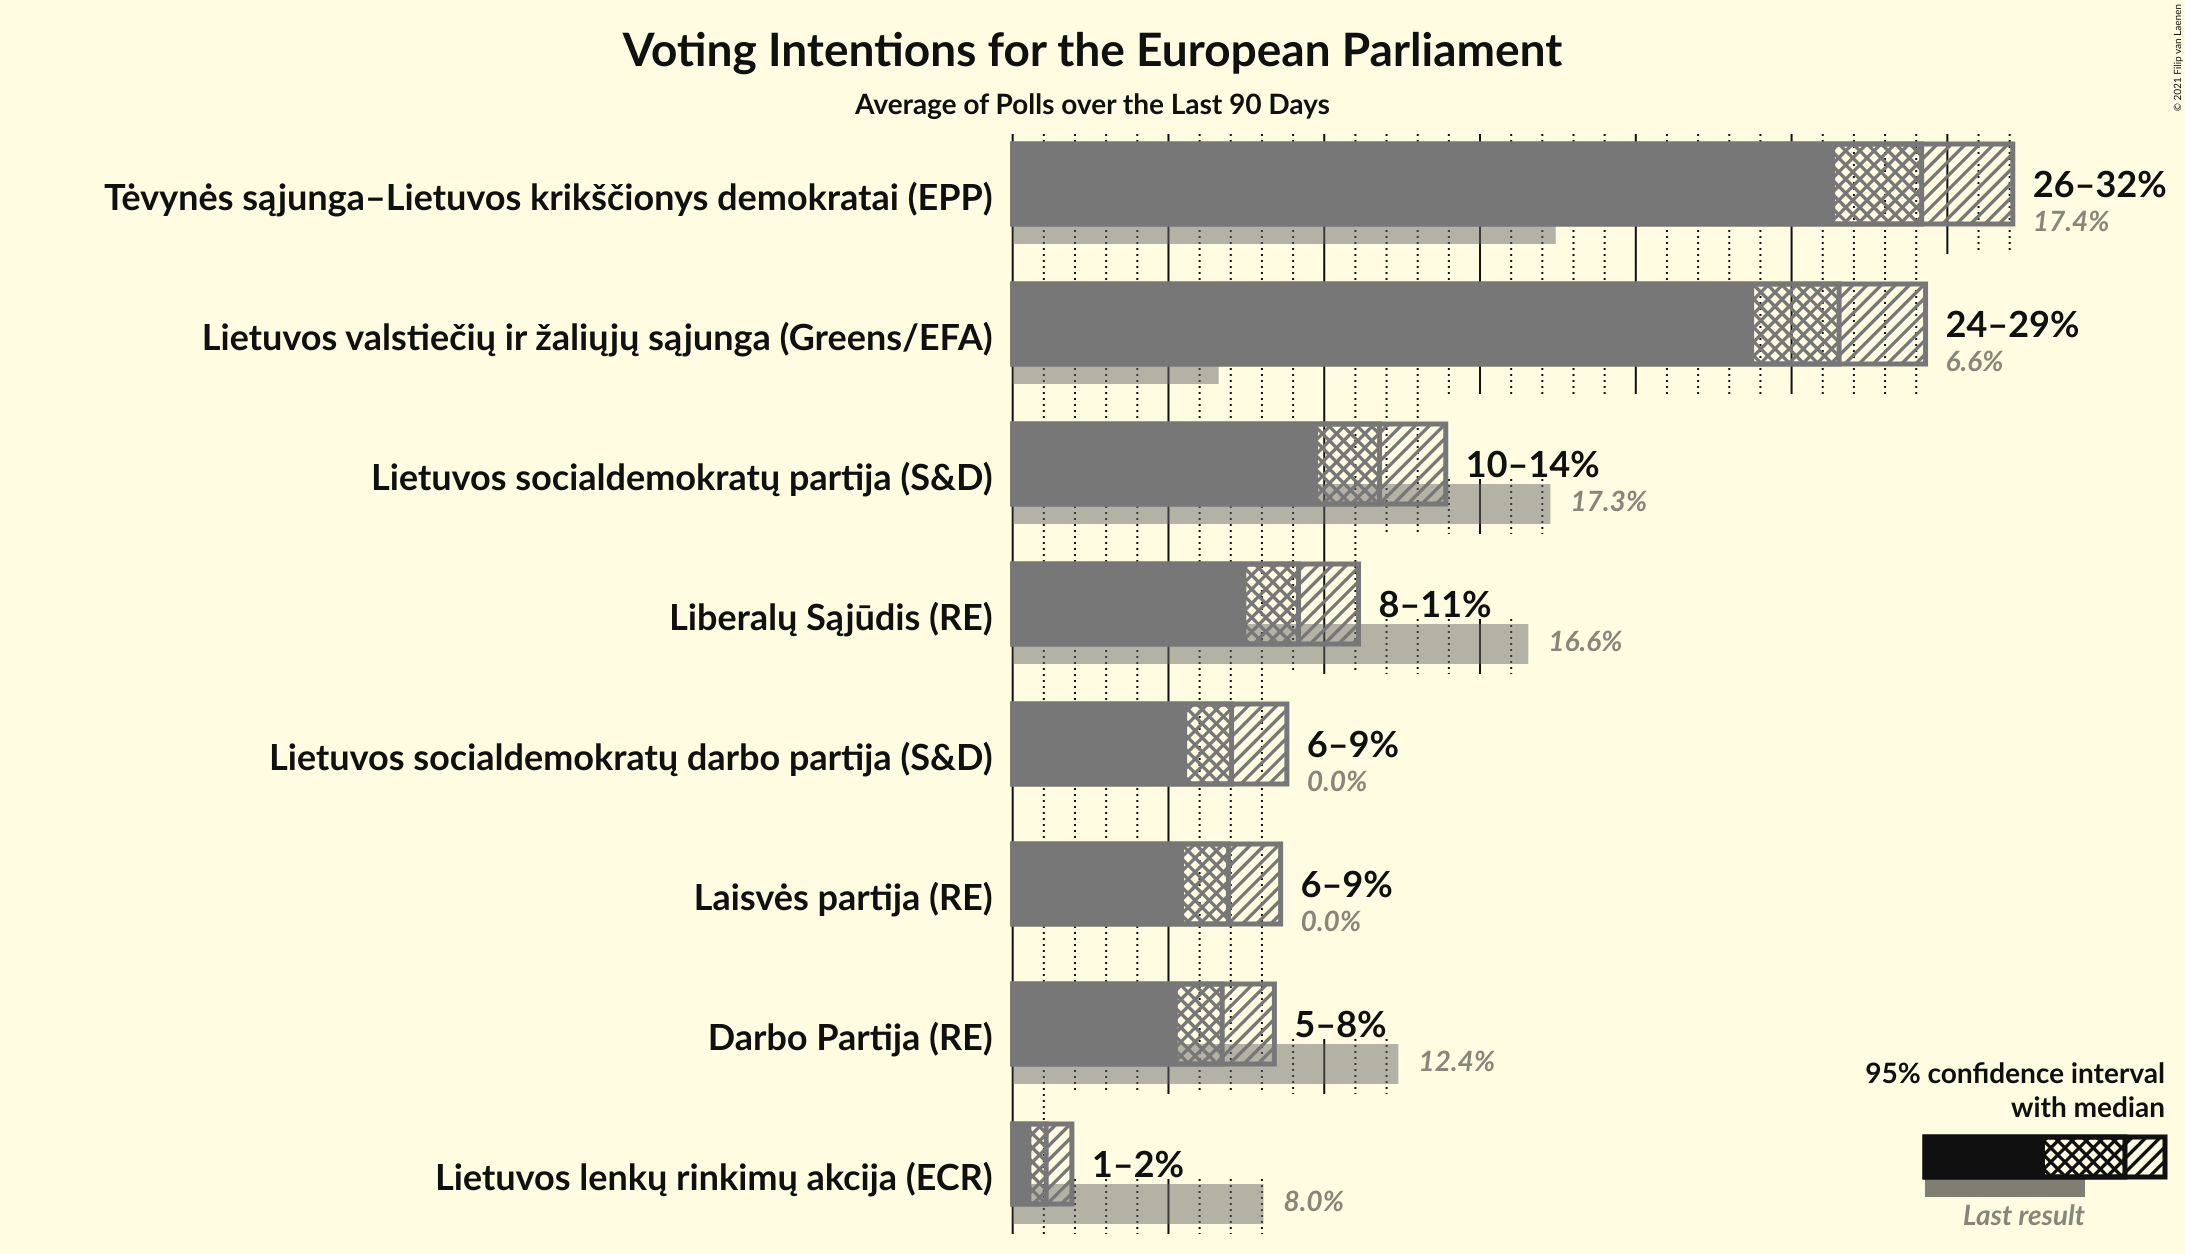 Voting Intentions for the European Parliament
Average of Polls over the Last 90 Days
© 2021 Filip van Laenen
Tėvynės sąjunga–Lietuvos krikščionys demokratai (EPP)
26–32%
17.4%
Lietuvos valstiečių ir žaliųjų sąjunga (Greens/EFA)
24–29%
6.6%
Lietuvos socialdemokratų partija (S&D)
10–14%
17.3%
Liberalų Sąjūdis (RE)
8–11%
16.6%
Lietuvos socialdemokratų darbo partija (S&D)
6–9%
0.0%
Laisvės partija (RE)
6–9%
0.0%
Darbo Partija (RE)
5–8%
12.4%
Lietuvos lenkų rinkimų akcija (ECR)
1–2%
8.0%
95% confidence interval
with median
Last result